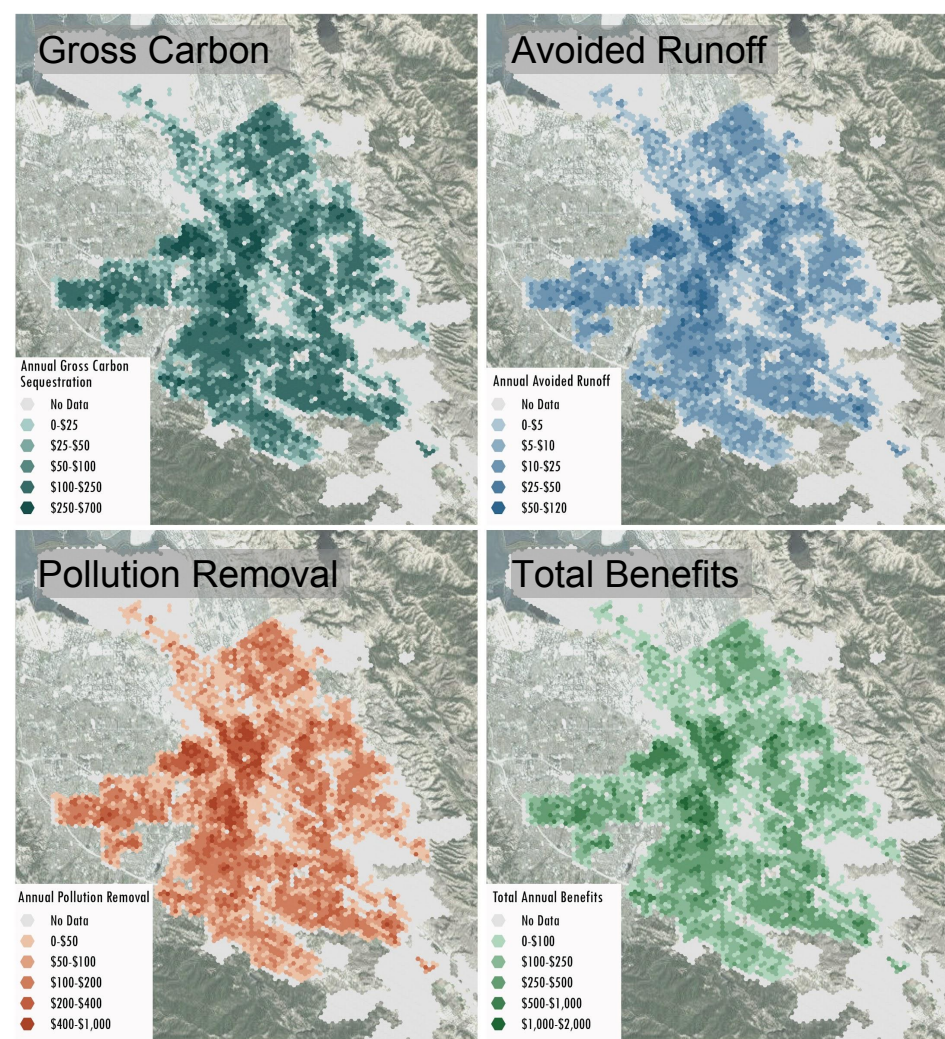 Gross Carbon
Annual Gross Carbon
Sequestration
No Data
0-$25
$25-$50
$50-$100
$100-$250
$250-$700
Avoided Runoff
Annual Avoided Runoff
No Data
0-$5
$5-$10
$10-$25
$25-$50
$50-$120
Pollution Removal
Annual Pollution Removal
No Data
0-$50
$50-$100
$100-$200
$200-$400
$400-$1,000
Total Benefits
Total Annual Benefits
No Data
0-$100
$100-$250
$250-$500
$500-$1,000
$1,000-$2,000